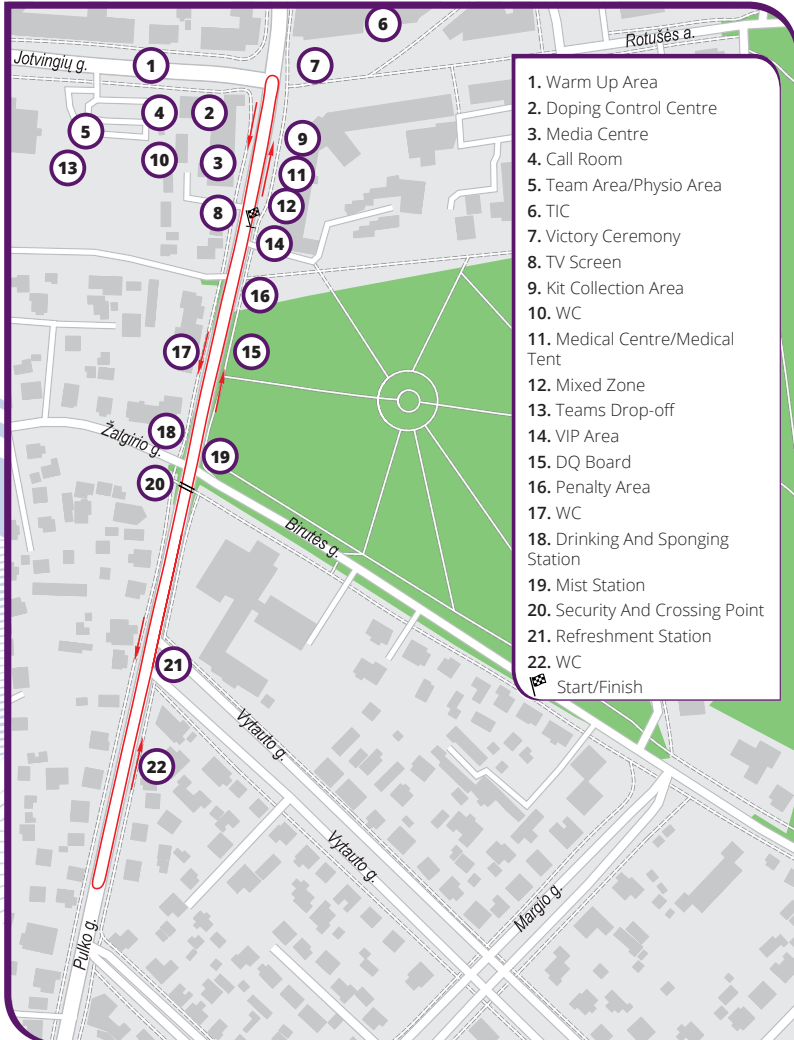 6
Rotušės a.
Jotvingių g.
1
7
4
2
5
9
13
10
3
11
8
12
14
16
17
15
Žalgirio g.
18
19
20
Birutės g.
21
Vytauto g.
22
Vytauto g.
Margio g.
Pulko g.
1. Warm Up Area
2. Doping Control Centre
3. Media Centre
4. Call Room
5. Team Area/Physio Area
6. TIC
7. Victory Ceremony
8. TV Screen
9. Kit Collection Area
10. WC
11. Medical Centre/Medical
Tent
12. Mixed Zone
13. Teams Drop-off
14. VIP Area
15. DQ Board
16. Penalty Area
17. WC
18. Drinking And Sponging
Station
19. Mist Station
20. Security And Crossing Point
21. Refreshment Station
22. WC
Start/Finish